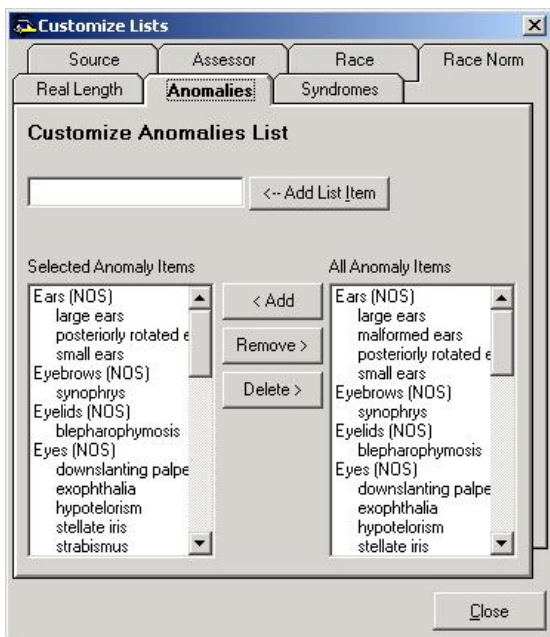 Customize Lists
Source Assessor Race Race Norm
Real Length Anomalies Syndromes
Customize Anomalies List
<-- Add List Item
Selected Anomaly Items
Ears (NOS)
large ears
posteriorly rotated e
small ears
Eyebrows (NOS)
synophrys
Eyelids (NOS)
blepharophymosis
Eyes (NOS)
downslanting palpe
exophthalia
hypotelorism
stellate iris
strabismus
< Add
Remove >
Delete >
All Anomaly Items
Ears (NOS)
large ears
malformed ears
posteriorly rotated e
small ears
Eyebrows (NOS)
synophrys
Eyelids (NOS)
blepharophymosis
Eyes (NOS)
downslanting palpe
exophthalia
hypotelorism
stellate iris
Close